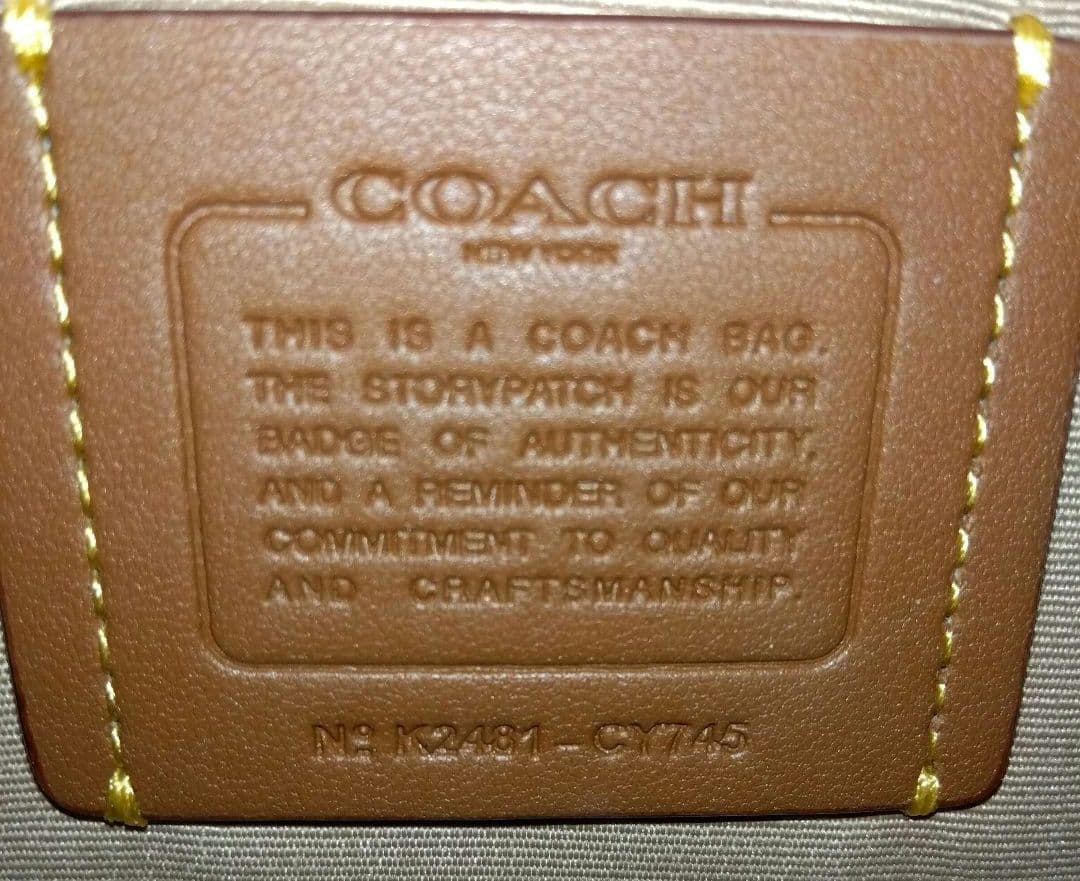 COACH
NEW YORK
THIS IS A COACH BAG.
THE STORYPATCH IS OUR
BADGE OF AUTHENTICITY,
AND A REMINDER OF OUR
COMMITMENT TO QUALITY
AND CRAFTSMANSHIP.
Nº K2481-CY745